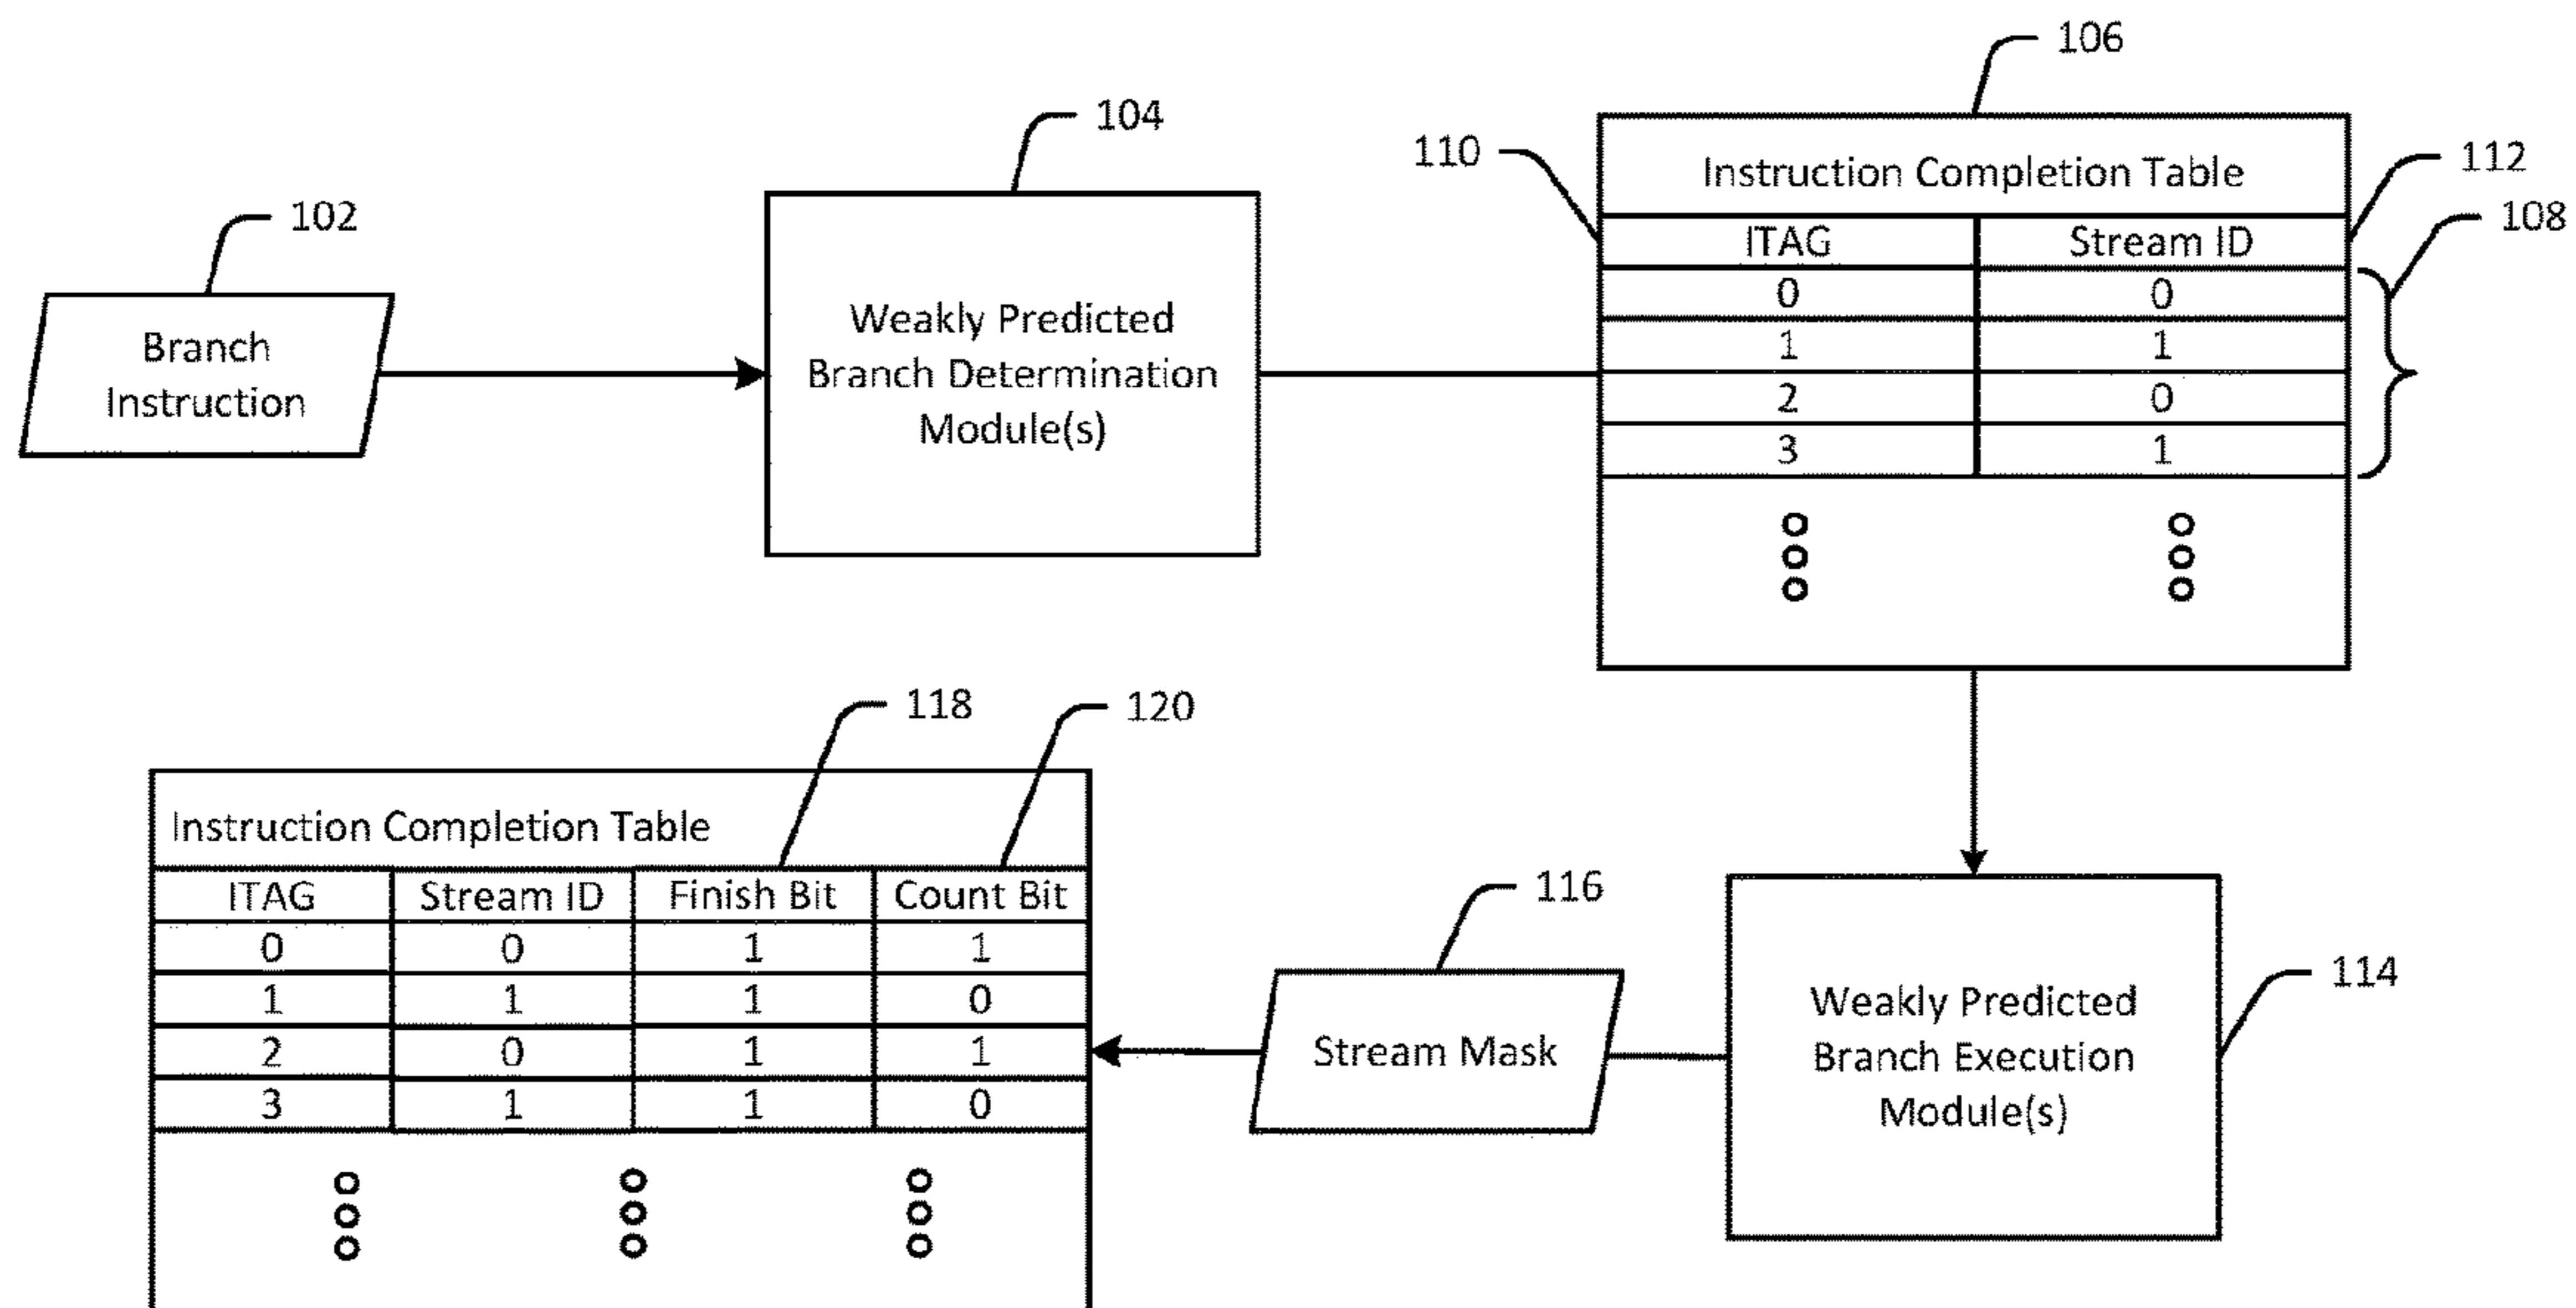 106
104
110
Instruction Completion Table
112
102
108
ITAG Stream ID
0 0
1 1
2 0
3 1
Branch
Instruction
Weakly Predicted
Branch Determination
Module(s)
118
120
Instruction Completion Table
ITAG Stream ID Finish Bit Count Bit
0 0 1 1
1 1 1 0
2 0 1 1
3 1 1 0
116
Stream Mask
114
Weakly Predicted
Branch Execution
Module(s)